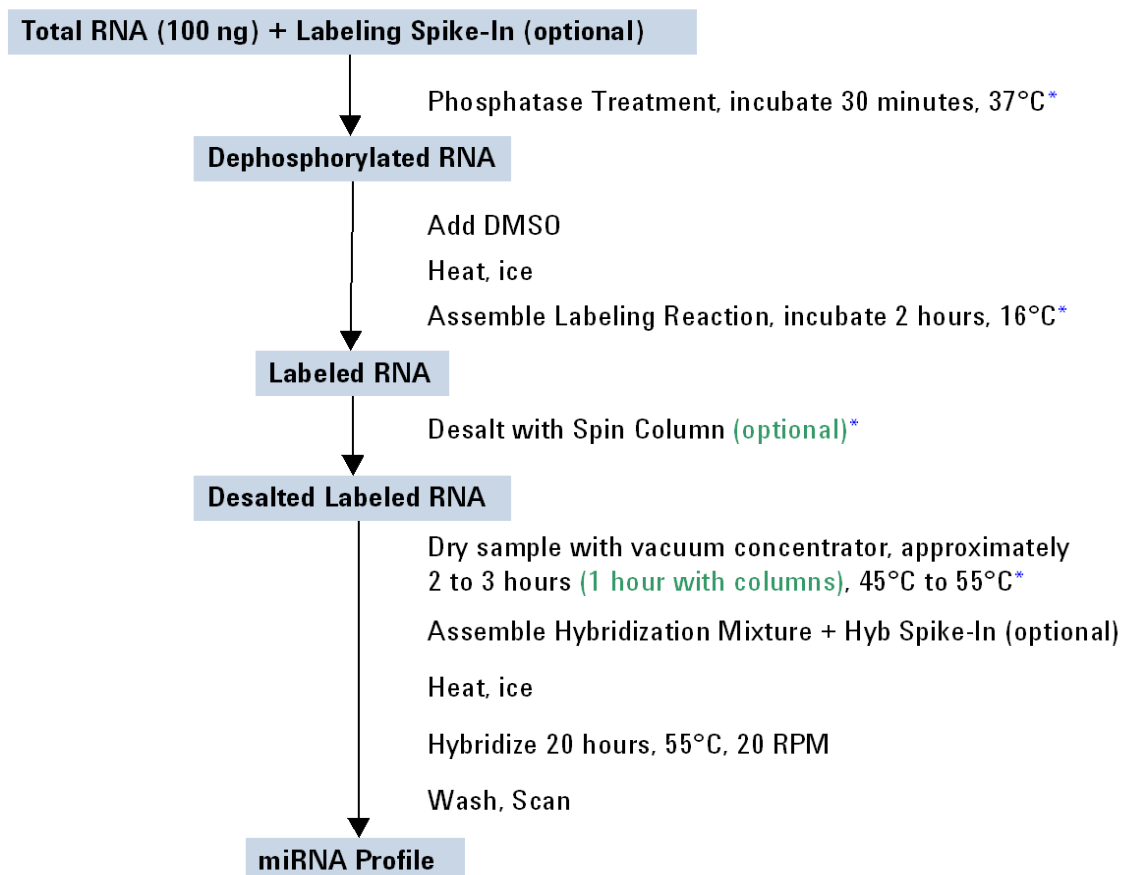 Total RNA (100 ng) + Labeling Spike-In (optional)
Phosphatase Treatment, incubate 30 minutes, 37°C*
Dephosphorylated RNA
Add DMSO
Heat, ice
Assemble Labeling Reaction, incubate 2 hours, 16°C*
Labeled RNA
Desalt with Spin Column (optional)*
Desalted Labeled RNA
Dry sample with vacuum concentrator, approximately
2 to 3 hours (1 hour with columns), 45°C to 55°C*
Assemble Hybridization Mixture + Hyb Spike-In (optional)
Heat, ice
Hybridize 20 hours, 55°C, 20 RPM
Wash, Scan
miRNA Profile